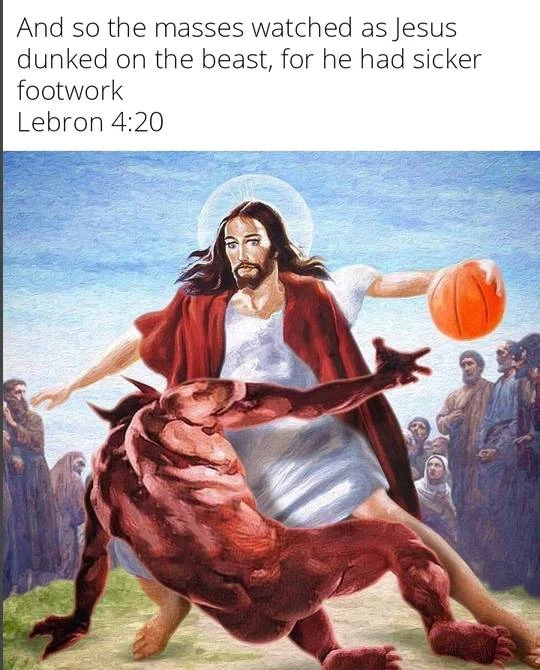 And so the masses watched as Jesus
dunked on the beast, for he had sicker
footwork
Lebron 4:20